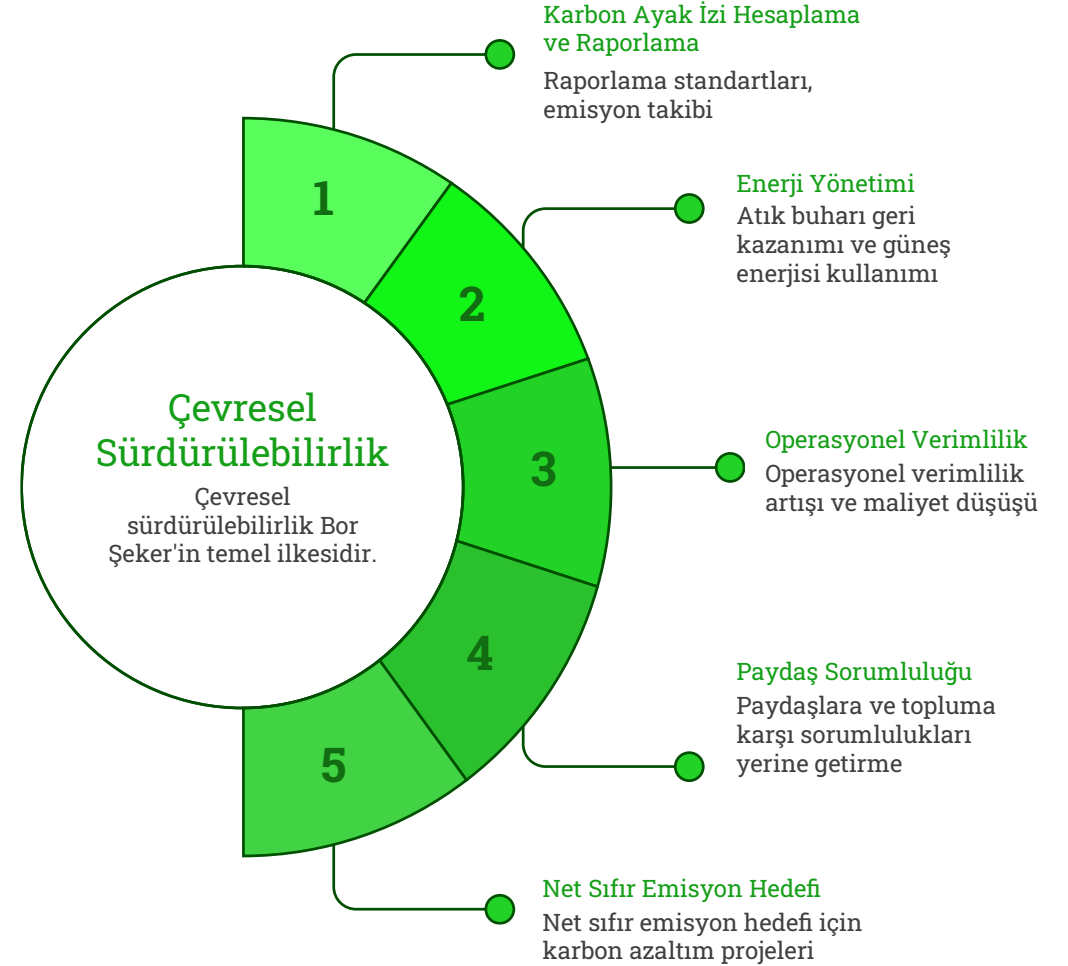 Karbon Ayak İzi Hesaplama
ve Raporlama
Raporlama standartları,
emisyon takibi
1
Enerji Yönetimi
Atık buharı geri
kazanımı ve güneş
enerjisi kullanımı
2
Çevresel
Sürdürülebilirlik
Çevresel
sürdürülebilirlik Bor
Şeker'in temel ilkesidir.
3
Operasyonel Verimlilik
Operasyonel verimlilik
artışı ve maliyet düşüşü
4
Paydaş Sorumluluğu
Paydaşlara ve topluma
karşı sorumlulukları
yerine getirme
5
Net Sıfır Emisyon Hedefi
Net sıfır emisyon hedefi için
karbon azaltım projeleri